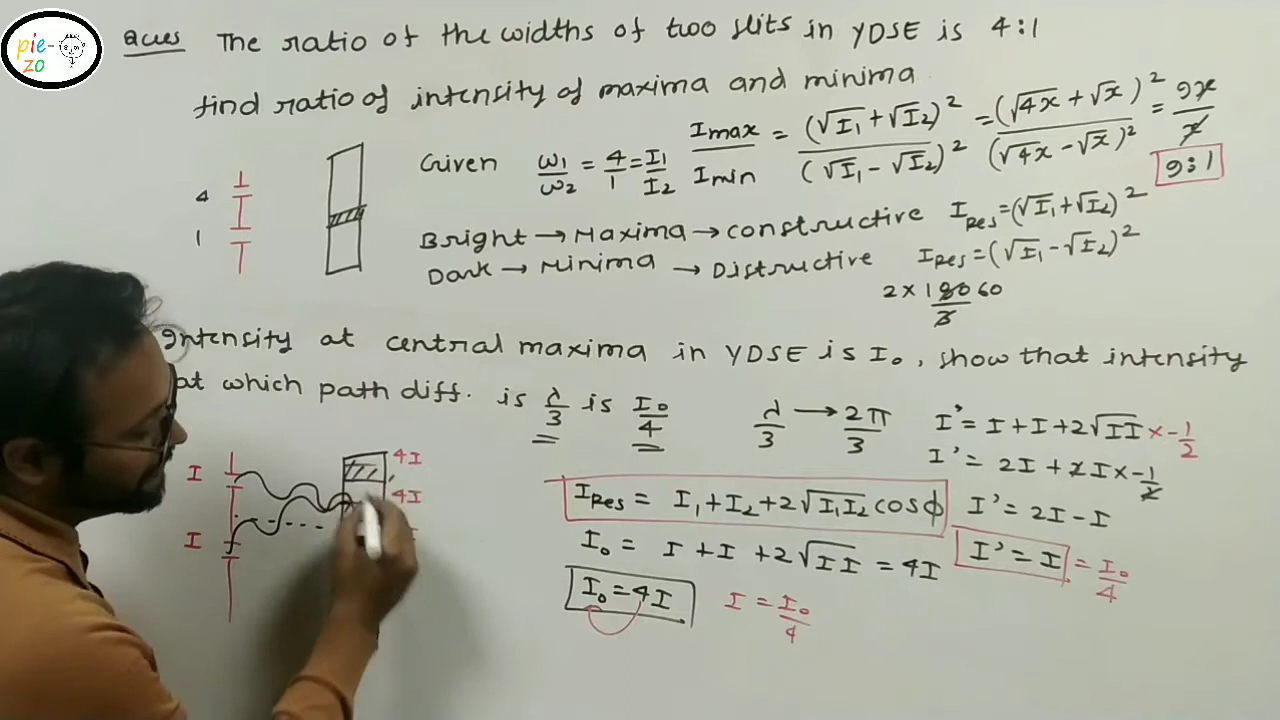 pie-
zo
Ques The ratio of the widths of two slits in YDSE is 4:1
find ratio of intensity of maxima and minima
Given ω1/ω2 = 4/1 = I1/I2
Imax/Imin = (√I1+√I2)²/(√I1-√I2)² = (√4x+√x)²/(√4x-√x)² = 9x/x
9:1
4
1
Bright → Maxima → constructive IRes=(√I1+√I2)²
Dark → Minima → Distructive IRes=(√I1-√I2)²
2×180/3 60
Intensity at central maxima in YDSE is I0, show that intensity
at which path diff. is λ/3 is I0/4
λ/3 → 2π/3
I' = I+I+2√II × -1/2
I' = 2I + 2I × -1/2
I' = 2I - I
I' = I = I0/4
IRes = I1+I2+2√I1I2 cosϕ
I0 = I+I+2√II = 4I
I0 = 4I
I = I0/4
I
I
4I
4I